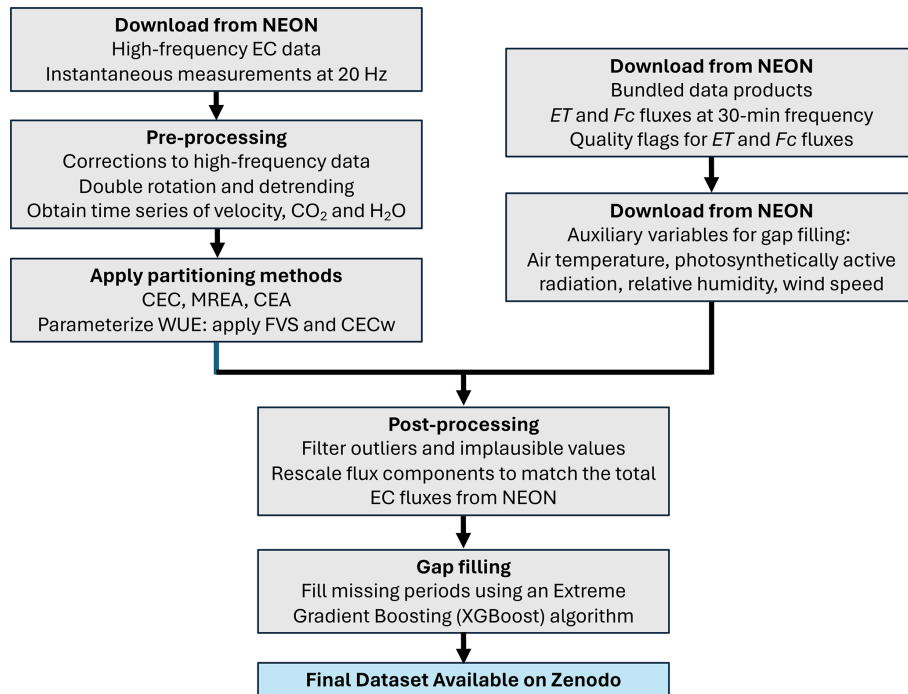 Download from NEON
High-frequency EC data
Instantaneous measurements at 20 Hz
Pre-processing
Corrections to high-frequency data
Double rotation and detrending
Obtain time series of velocity, CO₂ and H₂O
Apply partitioning methods
CEC, MREA, CEA
Parameterize WUE: apply FVS and CECw
Download from NEON
Bundled data products
ET and Fc fluxes at 30-min frequency
Quality flags for ET and Fc fluxes
Download from NEON
Auxiliary variables for gap filling:
Air temperature, photosynthetically active
radiation, relative humidity, wind speed
Post-processing
Filter outliers and implausible values
Rescale flux components to match the total
EC fluxes from NEON
Gap filling
Fill missing periods using an Extreme
Gradient Boosting (XGBoost) algorithm
Final Dataset Available on Zenodo